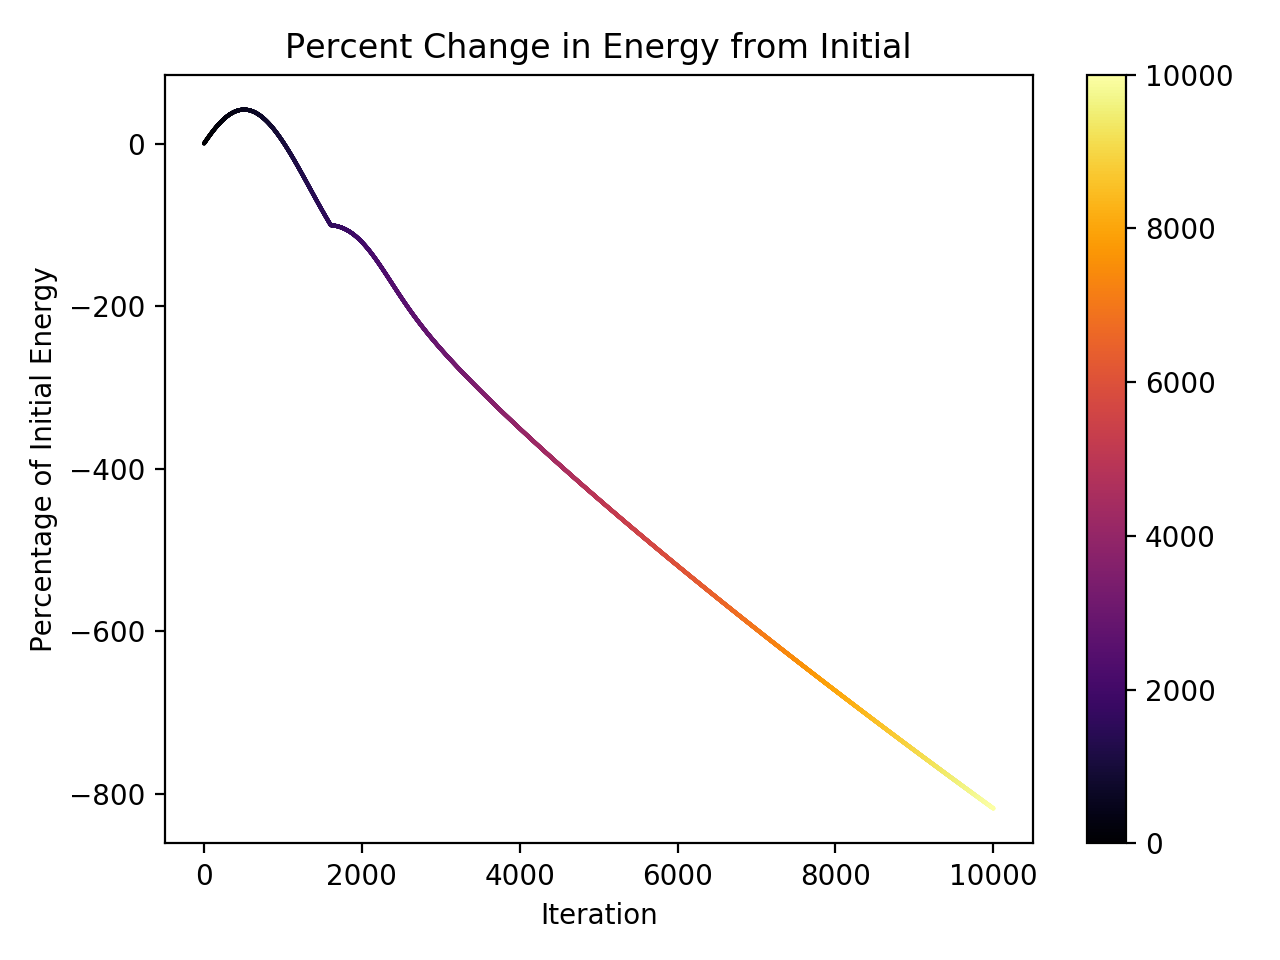 Percent Change in Energy from Initial
Percentage of Initial Energy
0
−200
−400
−600
−800
0 2000 4000 6000 8000 10000
Iteration
10000
8000
6000
4000
2000
0